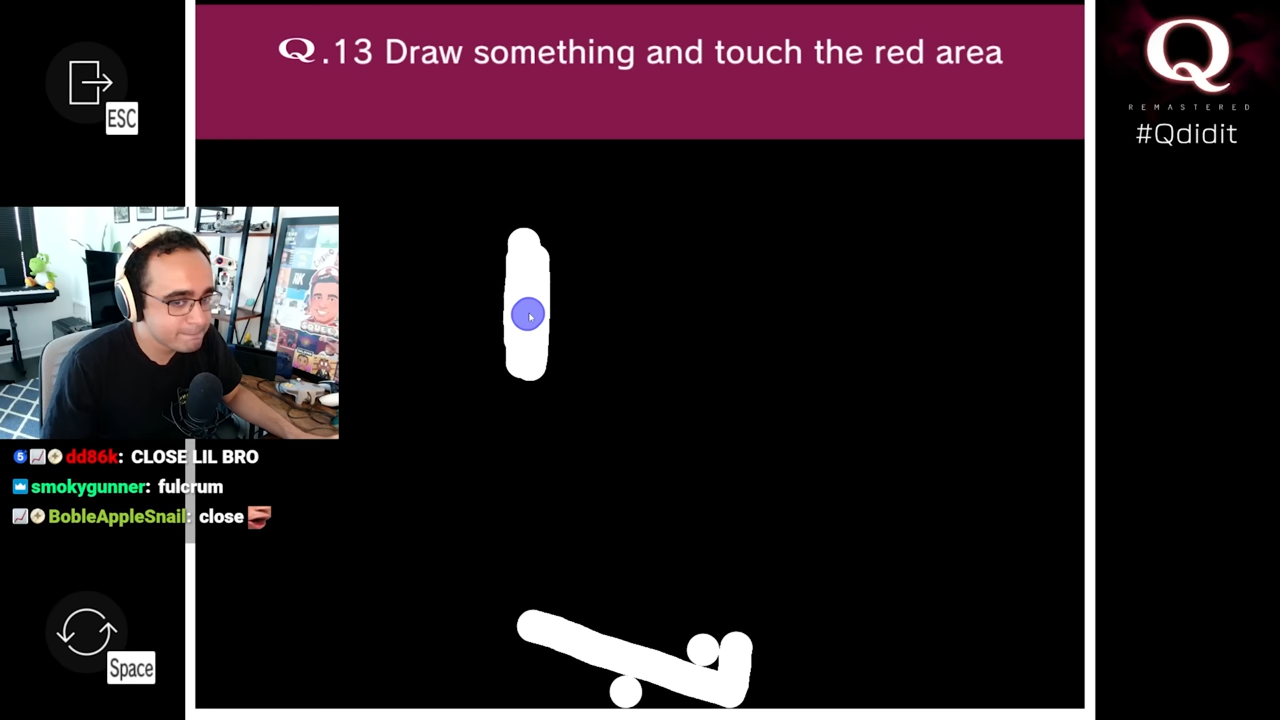 Q.13 Draw something and touch the red area
ESC
Q
REMASTERED
#Qdidit
dd86k: CLOSE LIL BRO
smokygunner: fulcrum
BobleAppleSnail: close
Space